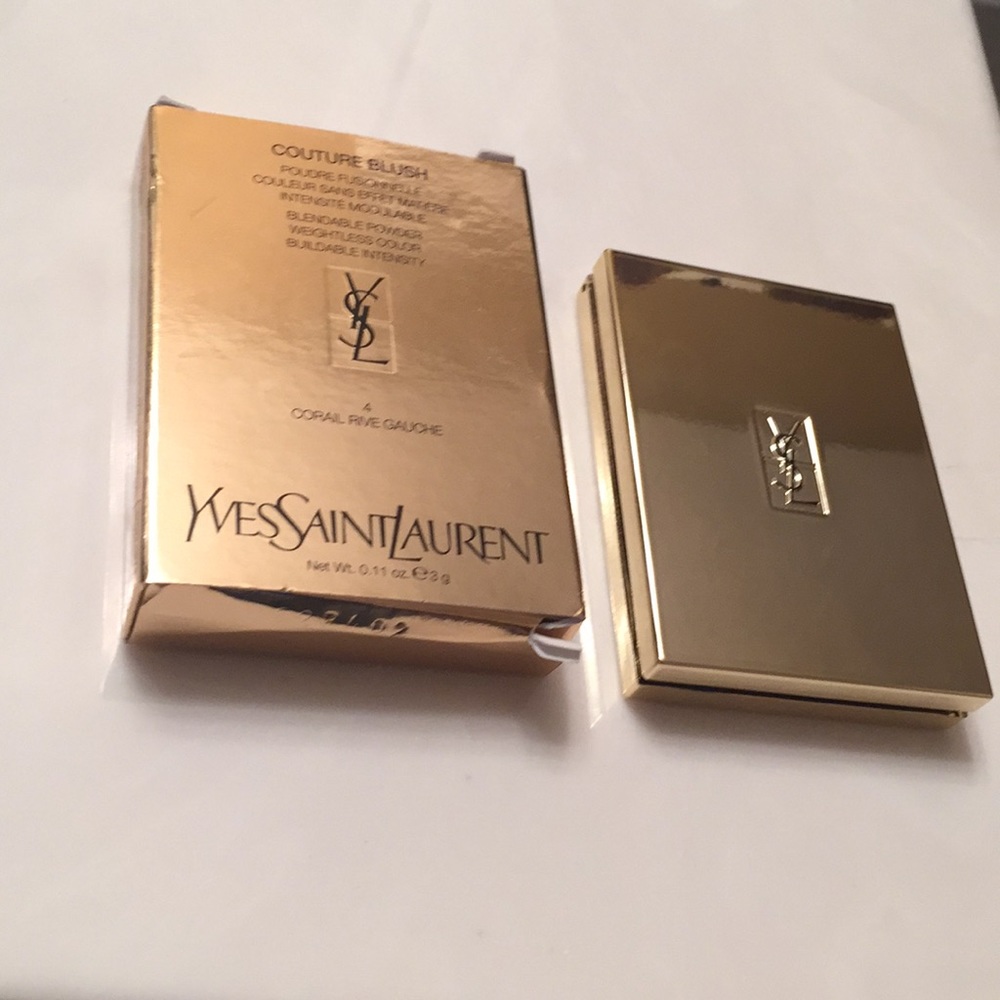 COUTURE BLUSH
POUDRE FUSIONNELLE
COULEUR SANS EFFET MATIÈRE
INTENSITÉ MODULABLE
BLENDABLE POWDER
WEIGHTLESS COLOR
BUILDABLE INTENSITY
YSL
4
CORAIL RIVE GAUCHE
YVESSAINTLAURENT
Net Wt. 0.11 oz. ℮ 3 g
YSL